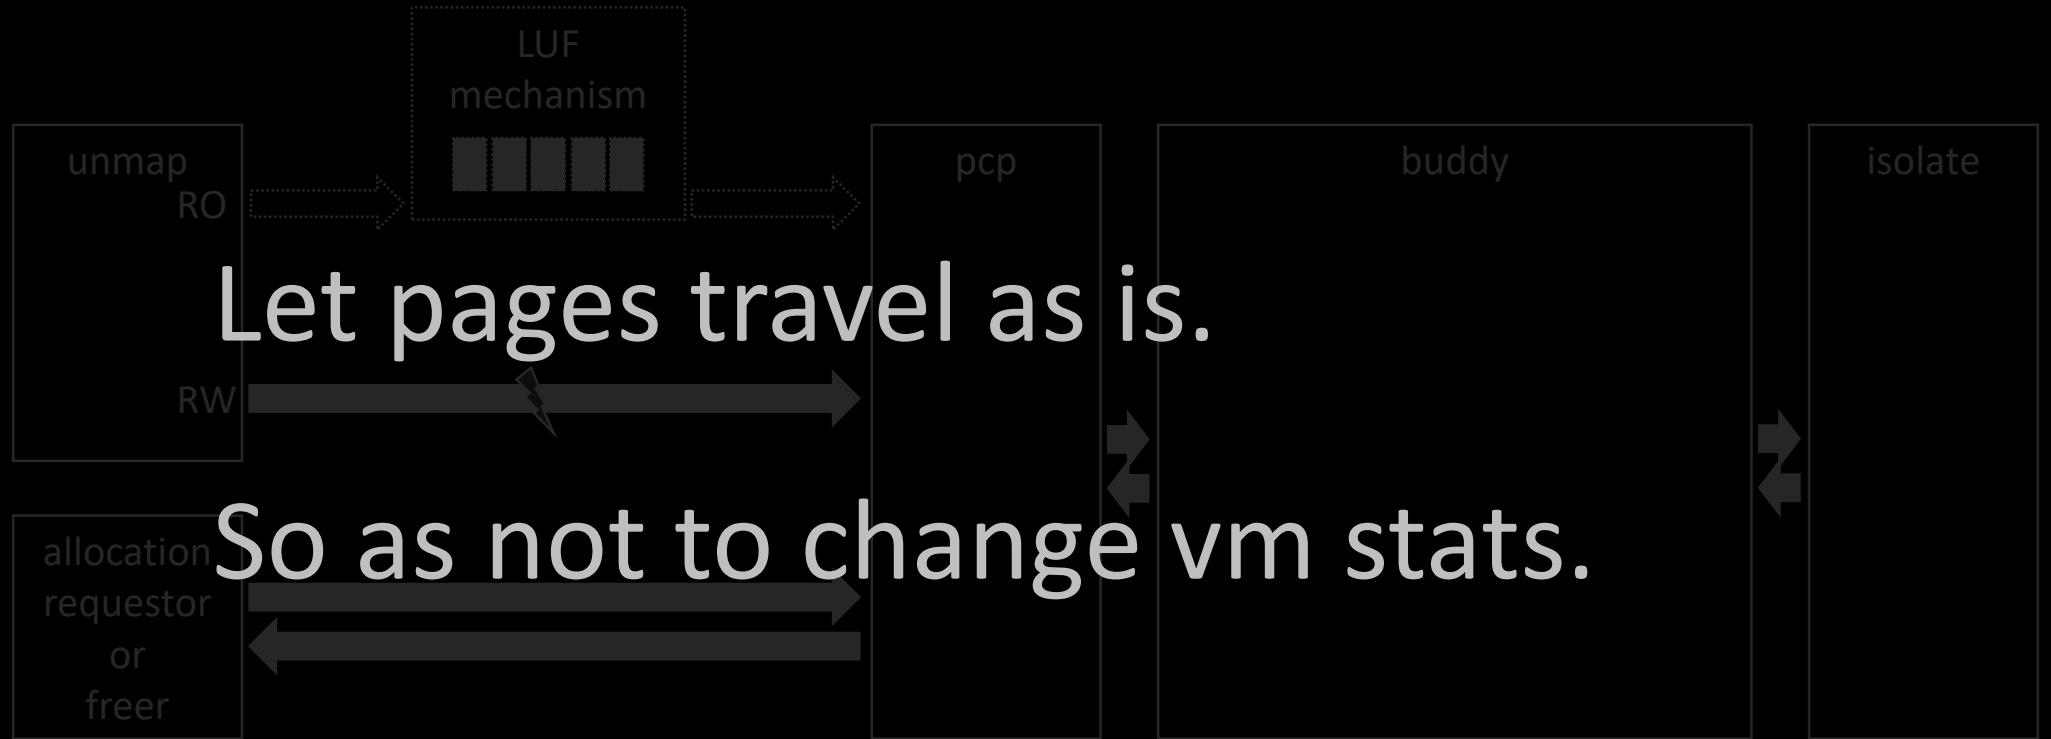 LUF
mechanism
unmap
RO
pcp
buddy
isolate
Let pages travel as is.
RW
So as not to change vm stats.
allocation
requestor
or
freer